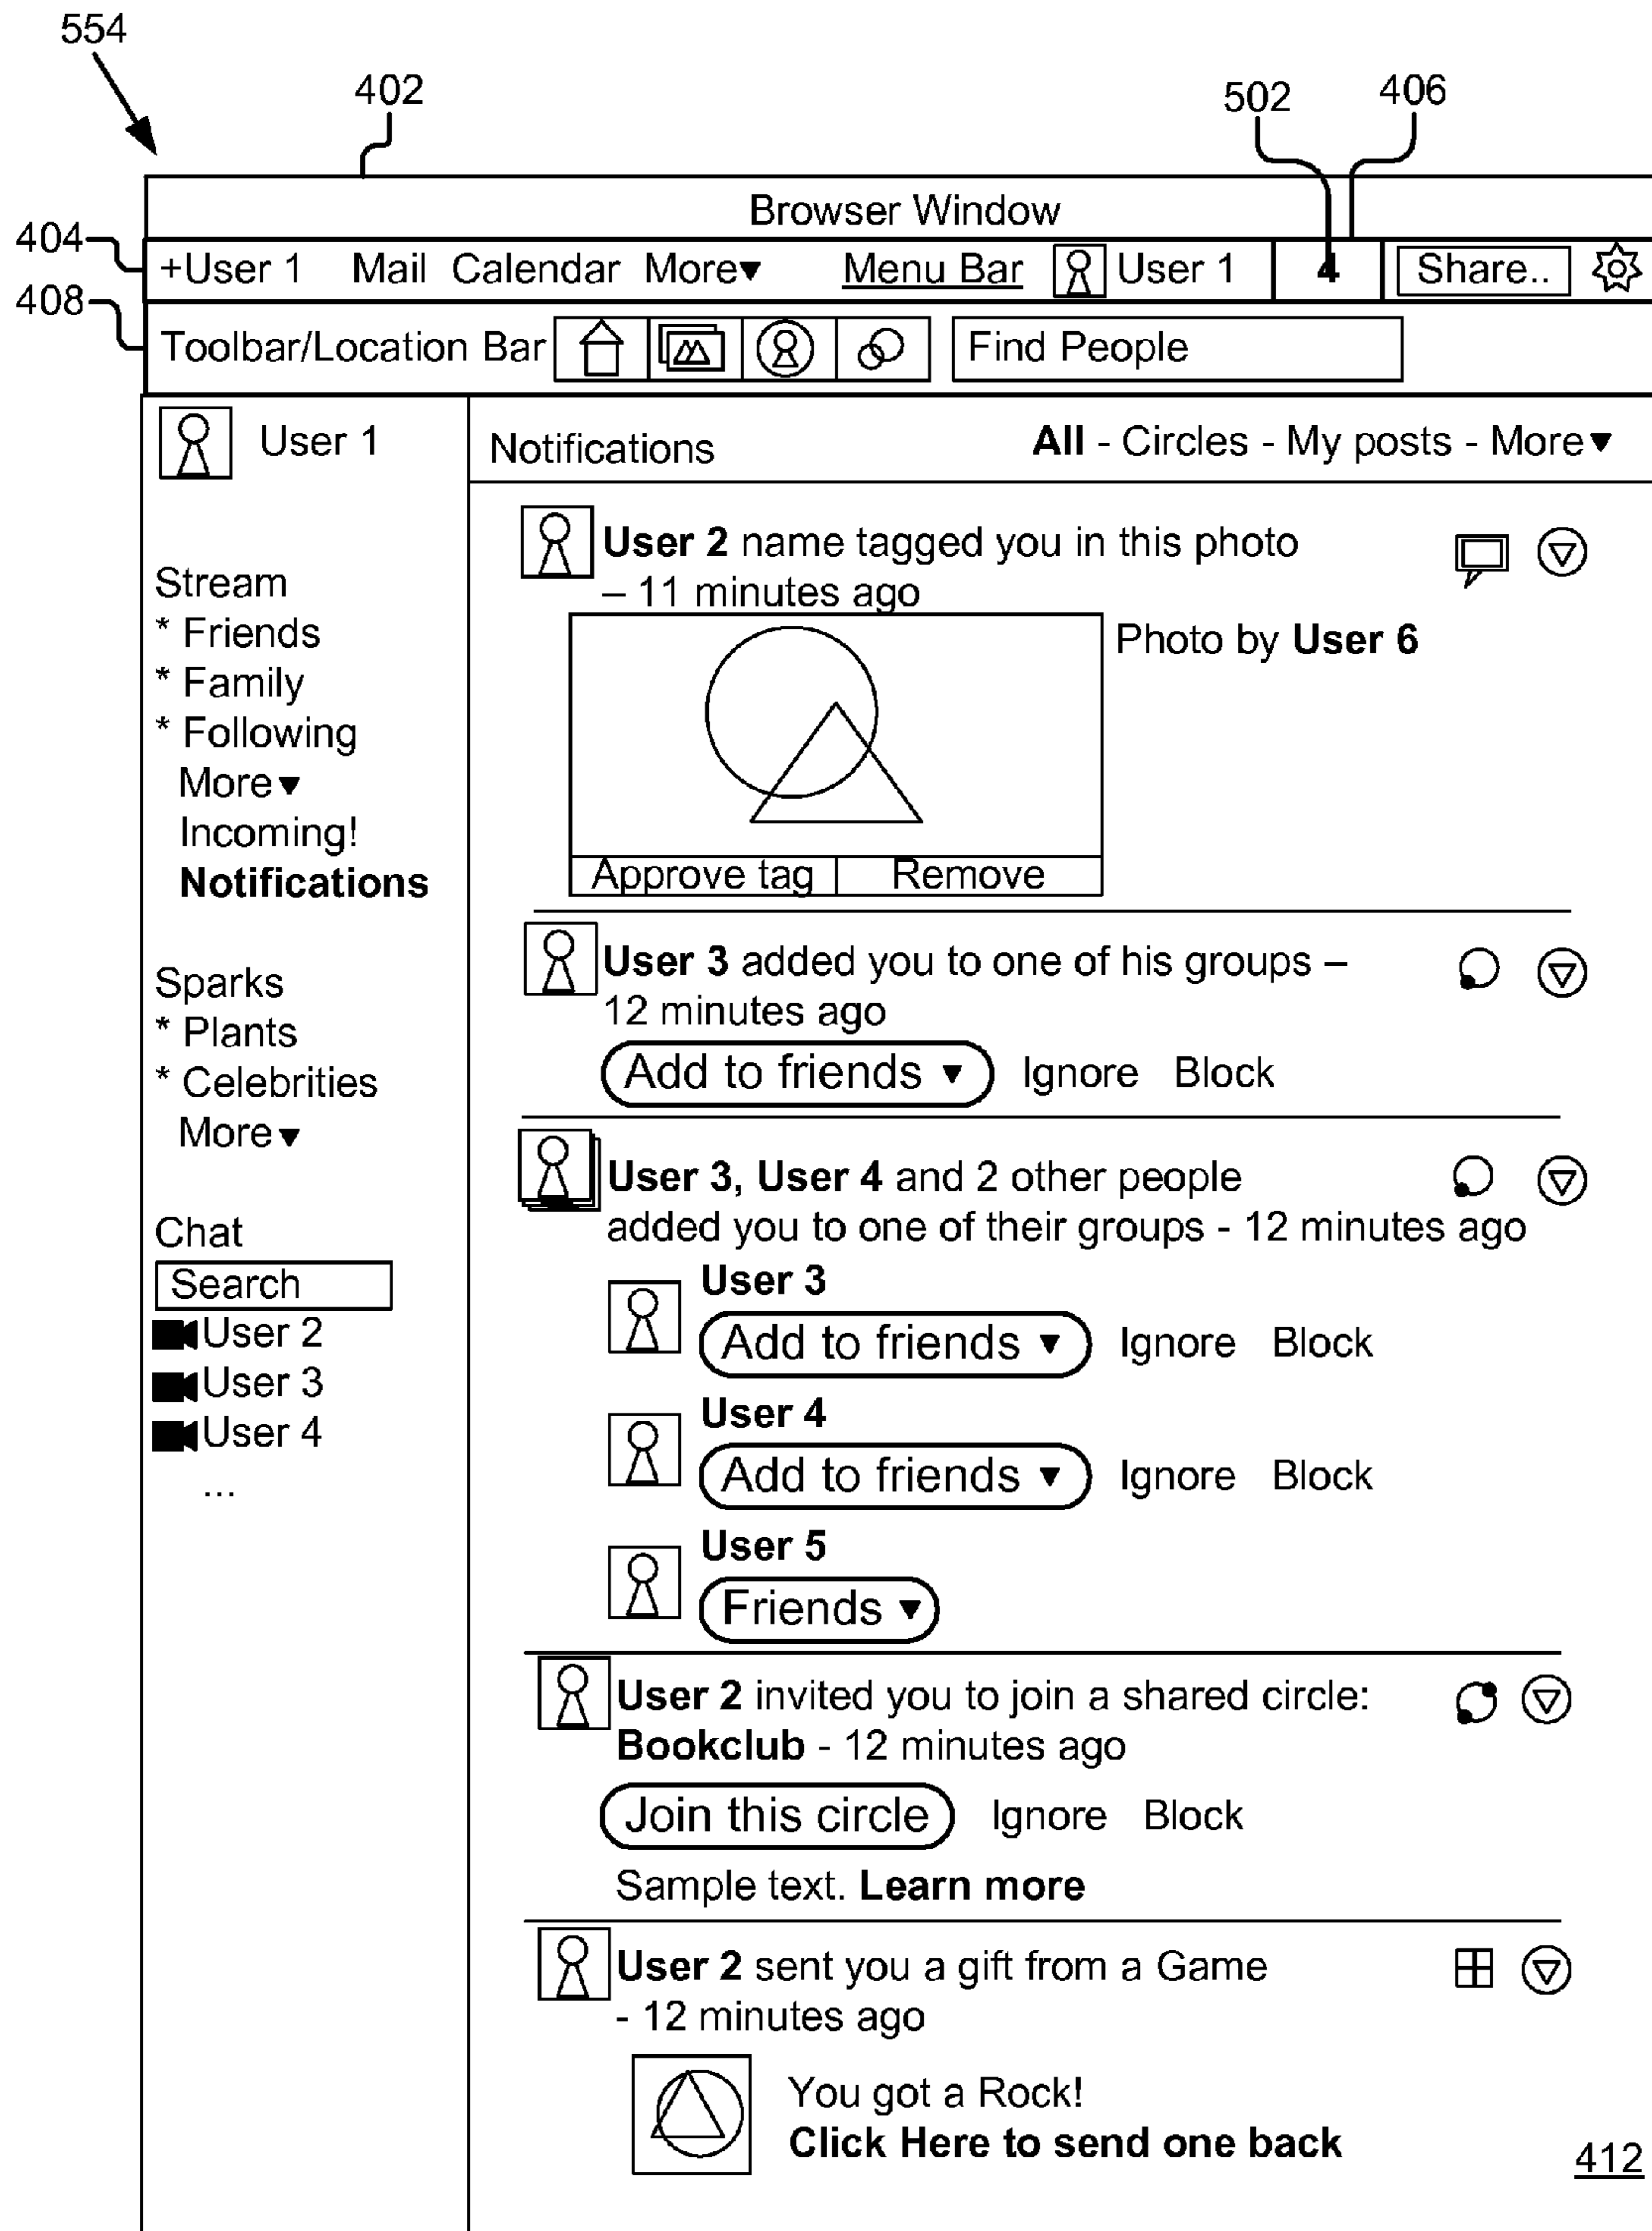 554
402
502
406
Browser Window
404
+User 1 Mail Calendar More▼ Menu Bar User 1 4 Share..
408
Toolbar/Location Bar Find People
User 1
Stream
* Friends
* Family
* Following
More▼
Incoming!
Notifications
Sparks
* Plants
* Celebrities
More▼
Chat
Search
User 2
User 3
User 4
...
Notifications All - Circles - My posts - More▼
User 2 name tagged you in this photo
– 11 minutes ago
Photo by User 6
Approve tag Remove
User 3 added you to one of his groups –
12 minutes ago
Add to friends ▼ Ignore Block
User 3, User 4 and 2 other people
added you to one of their groups - 12 minutes ago
User 3
Add to friends ▼ Ignore Block
User 4
Add to friends ▼ Ignore Block
User 5
Friends ▼
User 2 invited you to join a shared circle:
Bookclub - 12 minutes ago
Join this circle Ignore Block
Sample text. Learn more
User 2 sent you a gift from a Game
- 12 minutes ago
You got a Rock!
Click Here to send one back
412